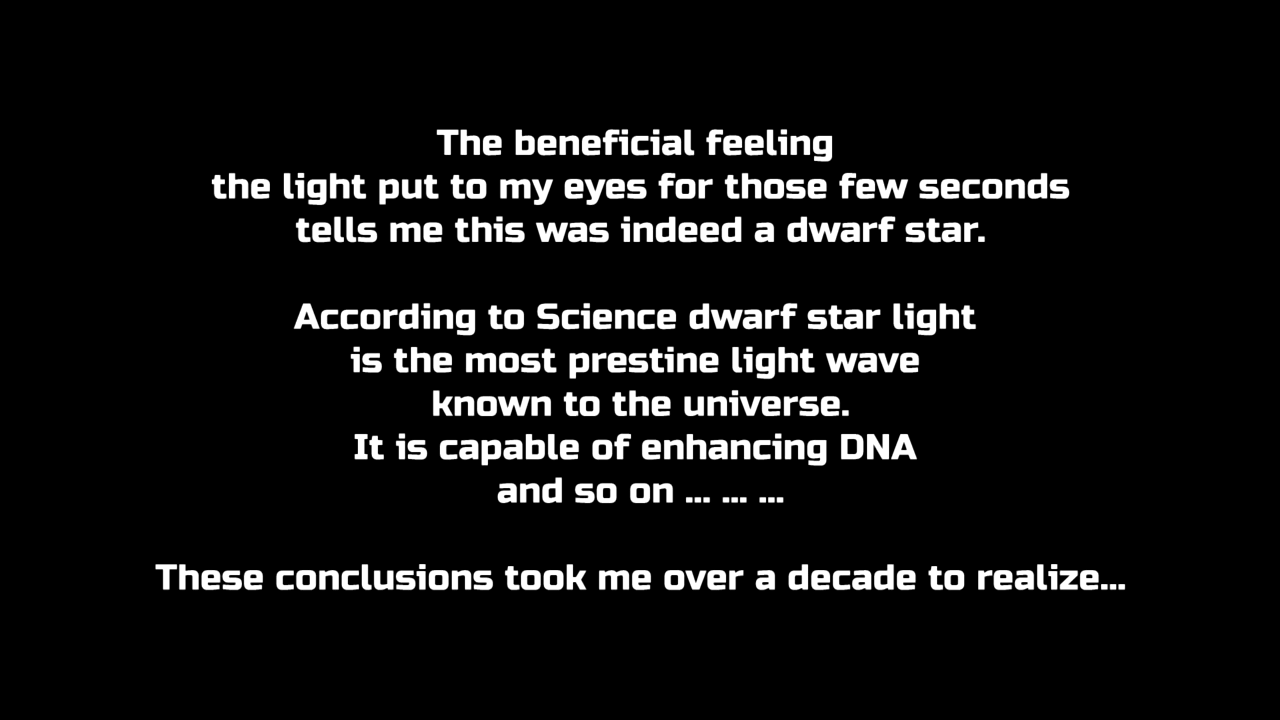 The beneficial feeling
the light put to my eyes for those few seconds
tells me this was indeed a dwarf star.
According to Science dwarf star light
is the most prestine light wave
known to the universe.
It is capable of enhancing DNA
and so on ... ... ...
These conclusions took me over a decade to realize...